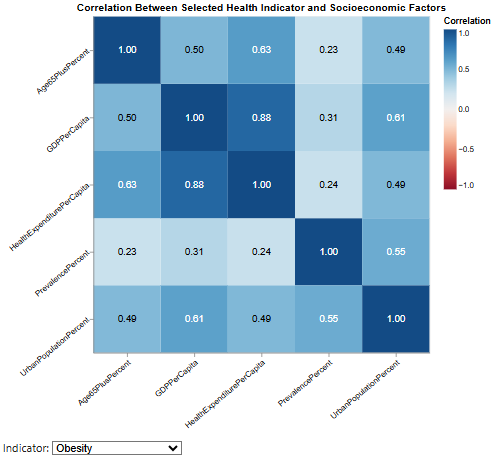 Correlation Between Selected Health Indicator and Socioeconomic Factors
Correlation
1.0
0.5
0.0
−0.5
−1.0
Age65PlusPercent 1.00 0.50 0.63 0.23 0.49
GDPPerCapita 0.50 1.00 0.88 0.31 0.61
HealthExpenditurePerCapita 0.63 0.88 1.00 0.24 0.49
PrevalencePercent 0.23 0.31 0.24 1.00 0.55
UrbanPopulationPercent 0.49 0.61 0.49 0.55 1.00
Age65PlusPercent GDPPerCapita HealthExpenditurePerCapita PrevalencePercent UrbanPopulationPercent
Indicator: Obesity